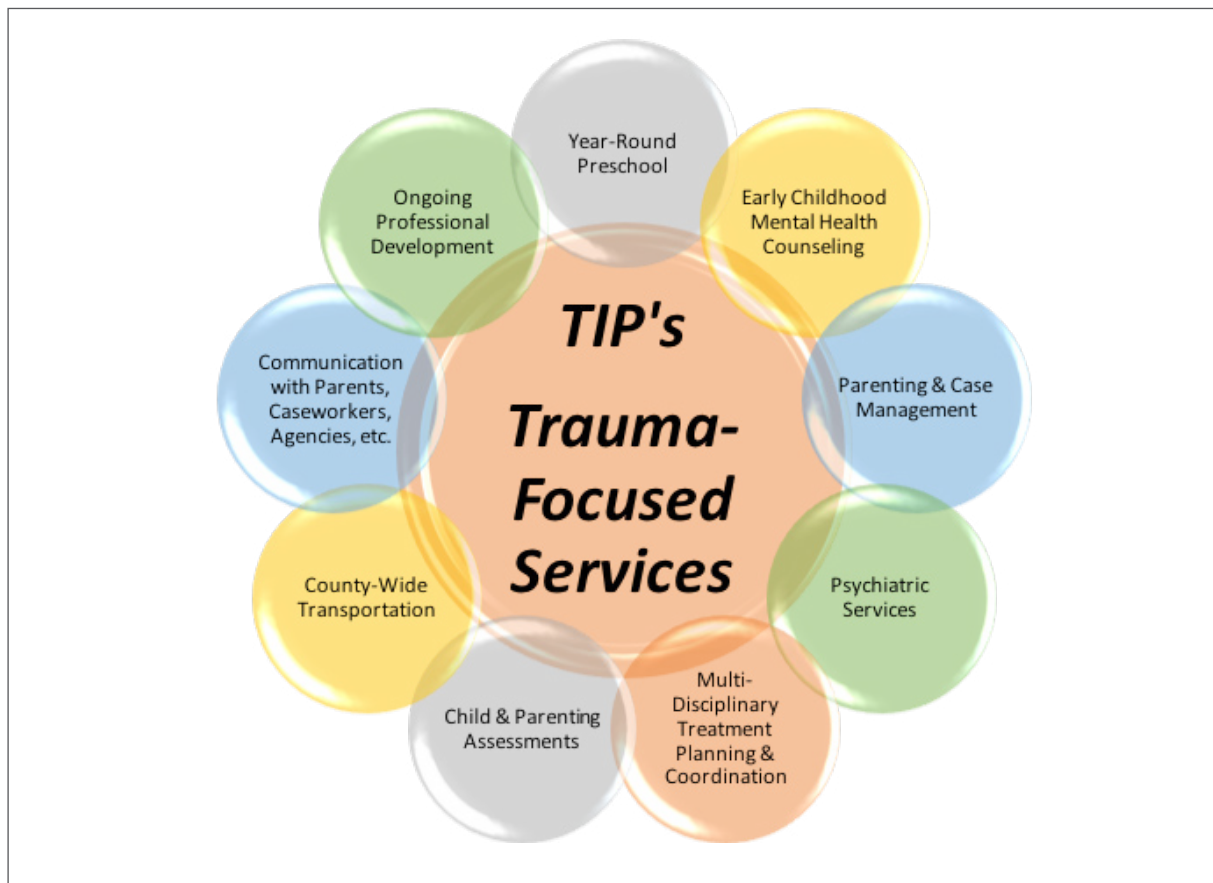 Year-Round
Preschool
Early Childhood
Mental Health
Counseling
Parenting & Case
Management
Psychiatric
Services
Multi-
Disciplinary
Treatment
Planning &
Coordination
Child & Parenting
Assessments
County-Wide
Transportation
Communication
with Parents,
Caseworkers,
Agencies, etc.
Ongoing
Professional
Development
TIP's
Trauma-
Focused
Services